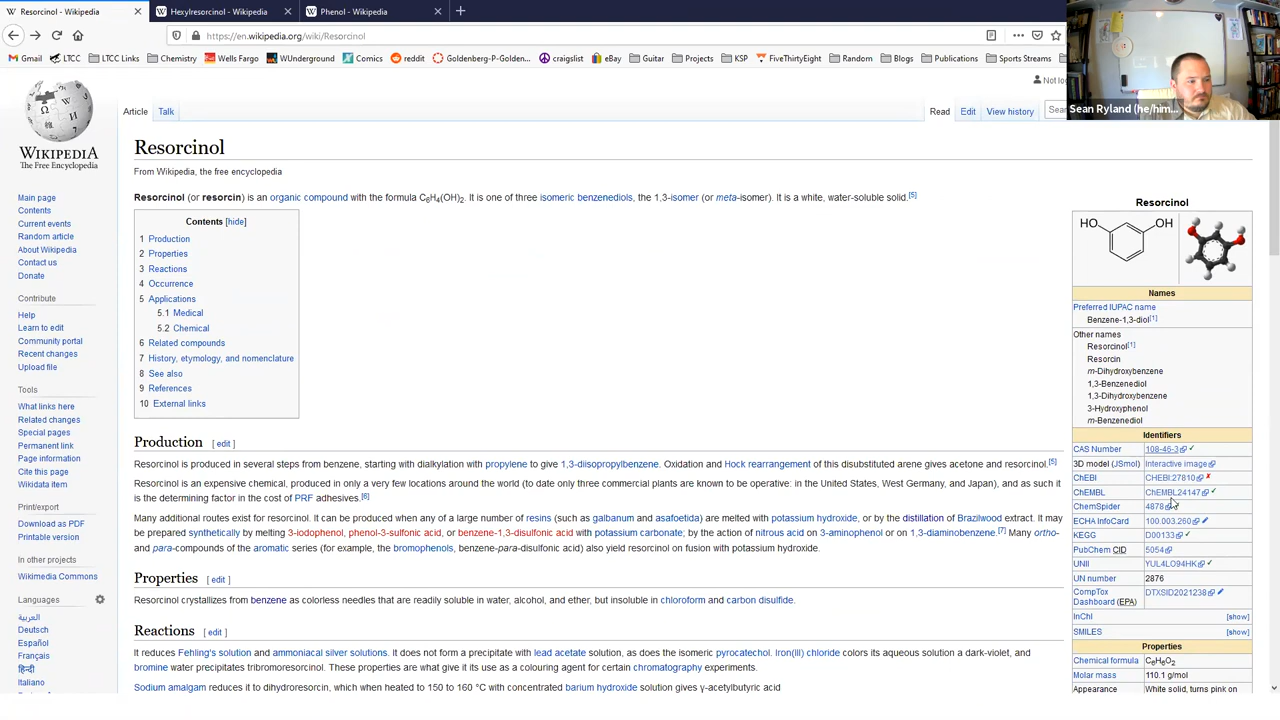 Resorcinol - Wikipedia
Hexylresorcinol - Wikipedia
Phenol - Wikipedia
https://en.wikipedia.org/wiki/Resorcinol
Gmail LTCC LTCC Links Chemistry Wells Fargo WUnderground Comics reddit Goldenberg-P-Golden... craigslist eBay Guitar Projects KSP FiveThirtyEight Random Blogs Publications Sports Streams
Sean Ryland (he/him...
Not lo
Article Talk
Read Edit View history Sea
WIKIPEDIA
The Free Encyclopedia
Main page
Contents
Current events
Random article
About Wikipedia
Contact us
Donate
Contribute
Help
Learn to edit
Community portal
Recent changes
Upload file
Tools
What links here
Related changes
Special pages
Permanent link
Page information
Cite this page
Wikidata item
Print/export
Download as PDF
Printable version
In other projects
Wikimedia Commons
Languages
العربية
Deutsch
Español
Français
हिन्दी
Resorcinol
From Wikipedia, the free encyclopedia
Resorcinol (or resorcin) is an organic compound with the formula C6H4(OH)2. It is one of three isomeric benzenediols, the 1,3-isomer (or meta-isomer). It is a white, water-soluble solid.[5]
Contents [hide]
1 Production
2 Properties
3 Reactions
4 Occurrence
5 Applications
5.1 Medical
5.2 Chemical
6 Related compounds
7 History, etymology, and nomenclature
8 See also
9 References
10 External links
Production [ edit ]
Resorcinol is produced in several steps from benzene, starting with dialkylation with propylene to give 1,3-diisopropylbenzene. Oxidation and Hock rearrangement of this disubstituted arene gives acetone and resorcinol.[5]
Resorcinol is an expensive chemical, produced in only a very few locations around the world (to date only three commercial plants are known to be operative: in the United States, West Germany, and Japan), and as such it
is the determining factor in the cost of PRF adhesives.[6]
Many additional routes exist for resorcinol. It can be produced when any of a large number of resins (such as galbanum and asafoetida) are melted with potassium hydroxide, or by the distillation of Brazilwood extract. It may
be prepared synthetically by melting 3-iodophenol, phenol-3-sulfonic acid, or benzene-1,3-disulfonic acid with potassium carbonate; by the action of nitrous acid on 3-aminophenol or on 1,3-diaminobenzene.[7] Many ortho-
and para-compounds of the aromatic series (for example, the bromophenols, benzene-para-disulfonic acid) also yield resorcinol on fusion with potassium hydroxide.
Properties [ edit ]
Resorcinol crystallizes from benzene as colorless needles that are readily soluble in water, alcohol, and ether, but insoluble in chloroform and carbon disulfide.
Reactions [ edit ]
It reduces Fehling's solution and ammoniacal silver solutions. It does not form a precipitate with lead acetate solution, as does the isomeric pyrocatechol. Iron(III) chloride colors its aqueous solution a dark-violet, and
bromine water precipitates tribromoresorcinol. These properties are what give it its use as a colouring agent for certain chromatography experiments.
Sodium amalgam reduces it to dihydroresorcin, which when heated to 150 to 160 °C with concentrated barium hydroxide solution gives γ-acetylbutyric acid
Resorcinol
HO OH
Names
Preferred IUPAC name
Benzene-1,3-diol[1]
Other names
Resorcinol[1]
Resorcin
m-Dihydroxybenzene
1,3-Benzenediol
1,3-Dihydroxybenzene
3-Hydroxyphenol
m-Benzenediol
Identifiers
CAS Number 108-46-3
3D model (JSmol) Interactive image
ChEBI CHEBI:27810
ChEMBL ChEMBL24147
ChemSpider 4878
ECHA InfoCard 100.003.260
KEGG D00133
PubChem CID 5054
UNII YUL4LO94HK
UN number 2876
CompTox DTXSID2021238
Dashboard (EPA)
InChI [show]
SMILES [show]
Properties
Chemical formula C6H6O2
Molar mass 110.1 g/mol
Appearance White solid, turns pink on